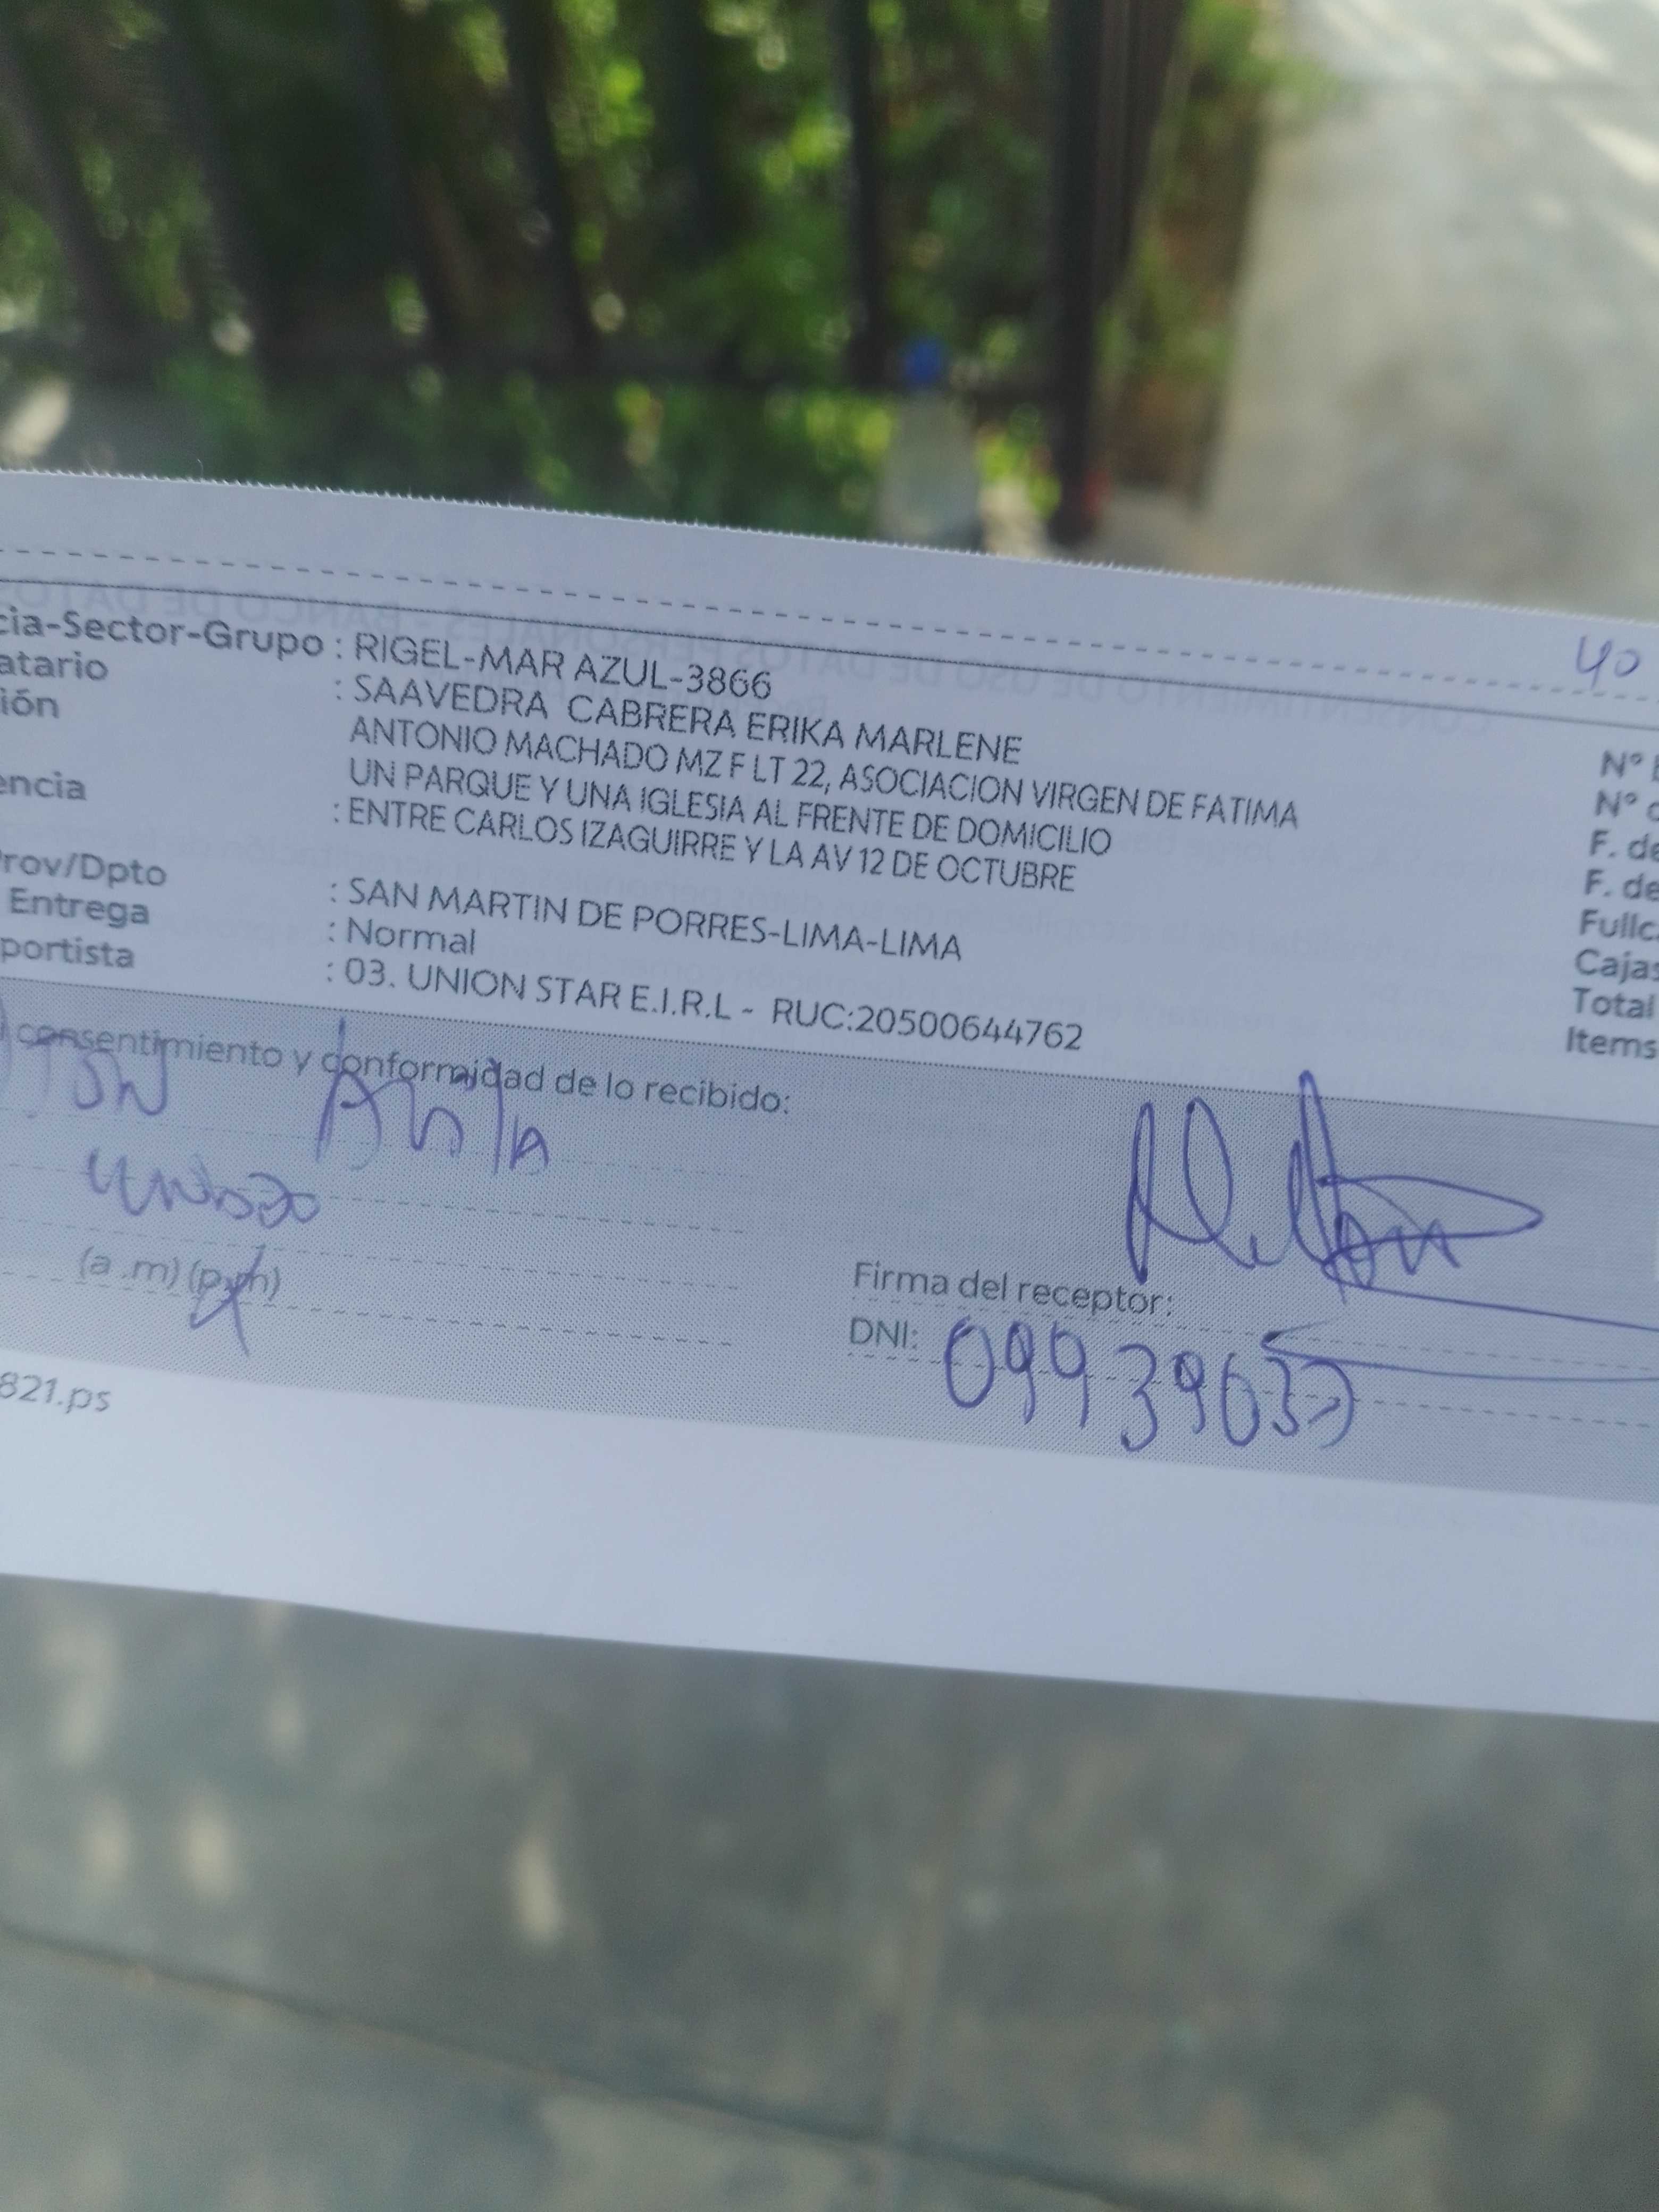 40
cia-Sector-Grupo : RIGEL-MAR AZUL-3866
atario : SAAVEDRA CABRERA ERIKA MARLENE
ión ANTONIO MACHADO MZ F LT 22, ASOCIACION VIRGEN DE FATIMA
UN PARQUE Y UNA IGLESIA AL FRENTE DE DOMICILIO
encia : ENTRE CARLOS IZAGUIRRE Y LA AV 12 DE OCTUBRE
Prov/Dpto : SAN MARTIN DE PORRES-LIMA-LIMA
Entrega : Normal
portista : 03. UNION STAR E.I.R.L - RUC:20500644762
N°
N°
F. de
F. de
Fullc
Cajas
Total
Items
consentimiento y conformidad de lo recibido:
(a .m) (p.m)
Firma del receptor:
DNI:
821.ps